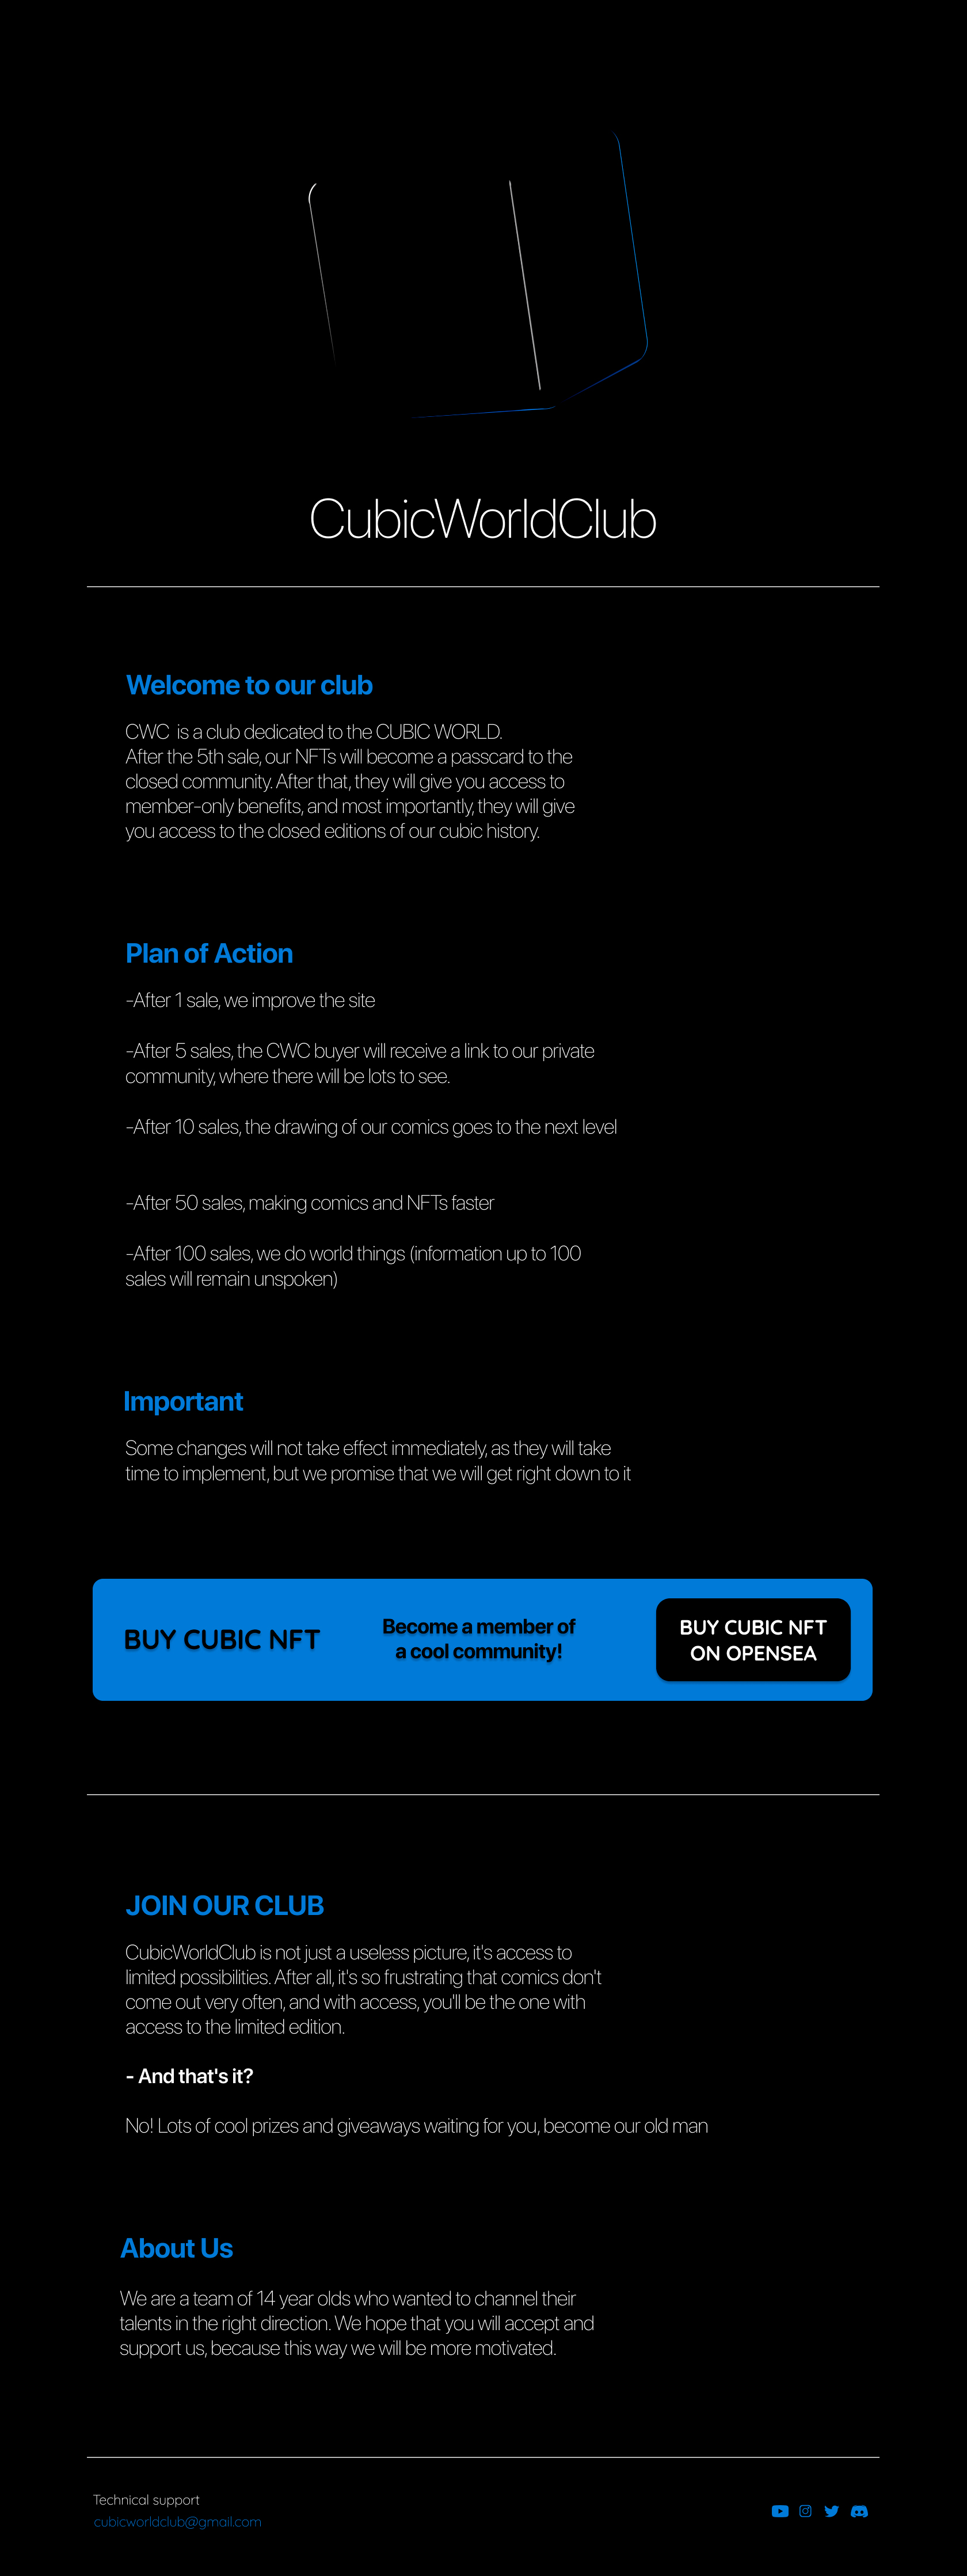 CubicWorldClub
Welcome to our club
CWC  is a club dedicated to the CUBIC WORLD.
After the 5th sale, our NFTs will become a passcard to the
closed community. After that, they will give you access to
member-only benefits, and most importantly, they will give
you access to the closed editions of our cubic history.
Plan of Action
-After 1 sale, we improve the site
-After 5 sales, the CWC buyer will receive a link to our private
community, where there will be lots to see.
-After 10 sales, the drawing of our comics goes to the next level
-After 50 sales, making comics and NFTs faster
-After 100 sales, we do world things (information up to 100
sales will remain unspoken)
Important
Some changes will not take effect immediately, as they will take
time to implement, but we promise that we will get right down to it
BUY CUBIC NFT
Become a member of
a cool community!
BUY CUBIC NFT
ON OPENSEA
JOIN OUR CLUB
CubicWorldClub is not just a useless picture, it's access to
limited possibilities. After all, it's so frustrating that comics don't
come out very often, and with access, you'll be the one with
access to the limited edition.
- And that's it?
No! Lots of cool prizes and giveaways waiting for you, become our old man
About Us
We are a team of 14 year olds who wanted to channel their
talents in the right direction. We hope that you will accept and
support us, because this way we will be more motivated.
Technical support
cubicworldclub@gmail.com